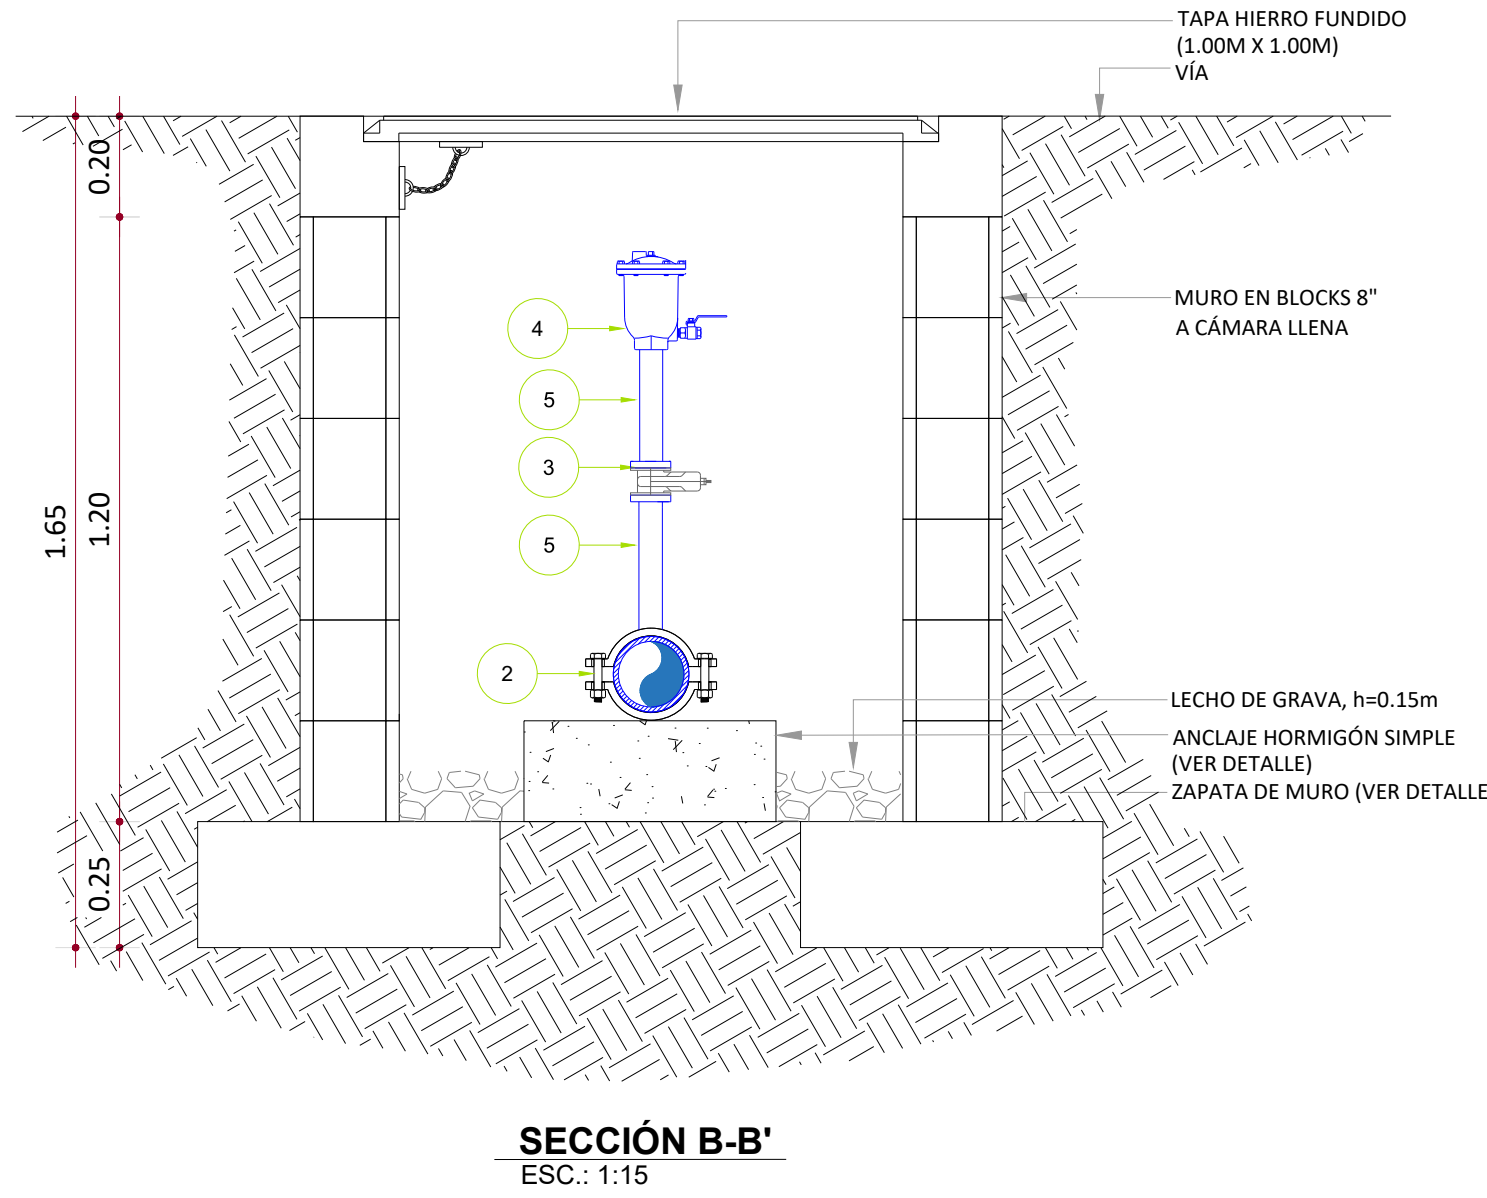 TAPA HIERRO FUNDIDO
(1.00M X 1.00M)
VÍA
0.20
MURO EN BLOCKS 8"
A CÁMARA LLENA
4
5
3
1.65
1.20
5
2
LECHO DE GRAVA, h=0.15m
ANCLAJE HORMIGÓN SIMPLE
(VER DETALLE)
ZAPATA DE MURO (VER DETALLE
0.25
SECCIÓN B-B'
ESC.: 1:15